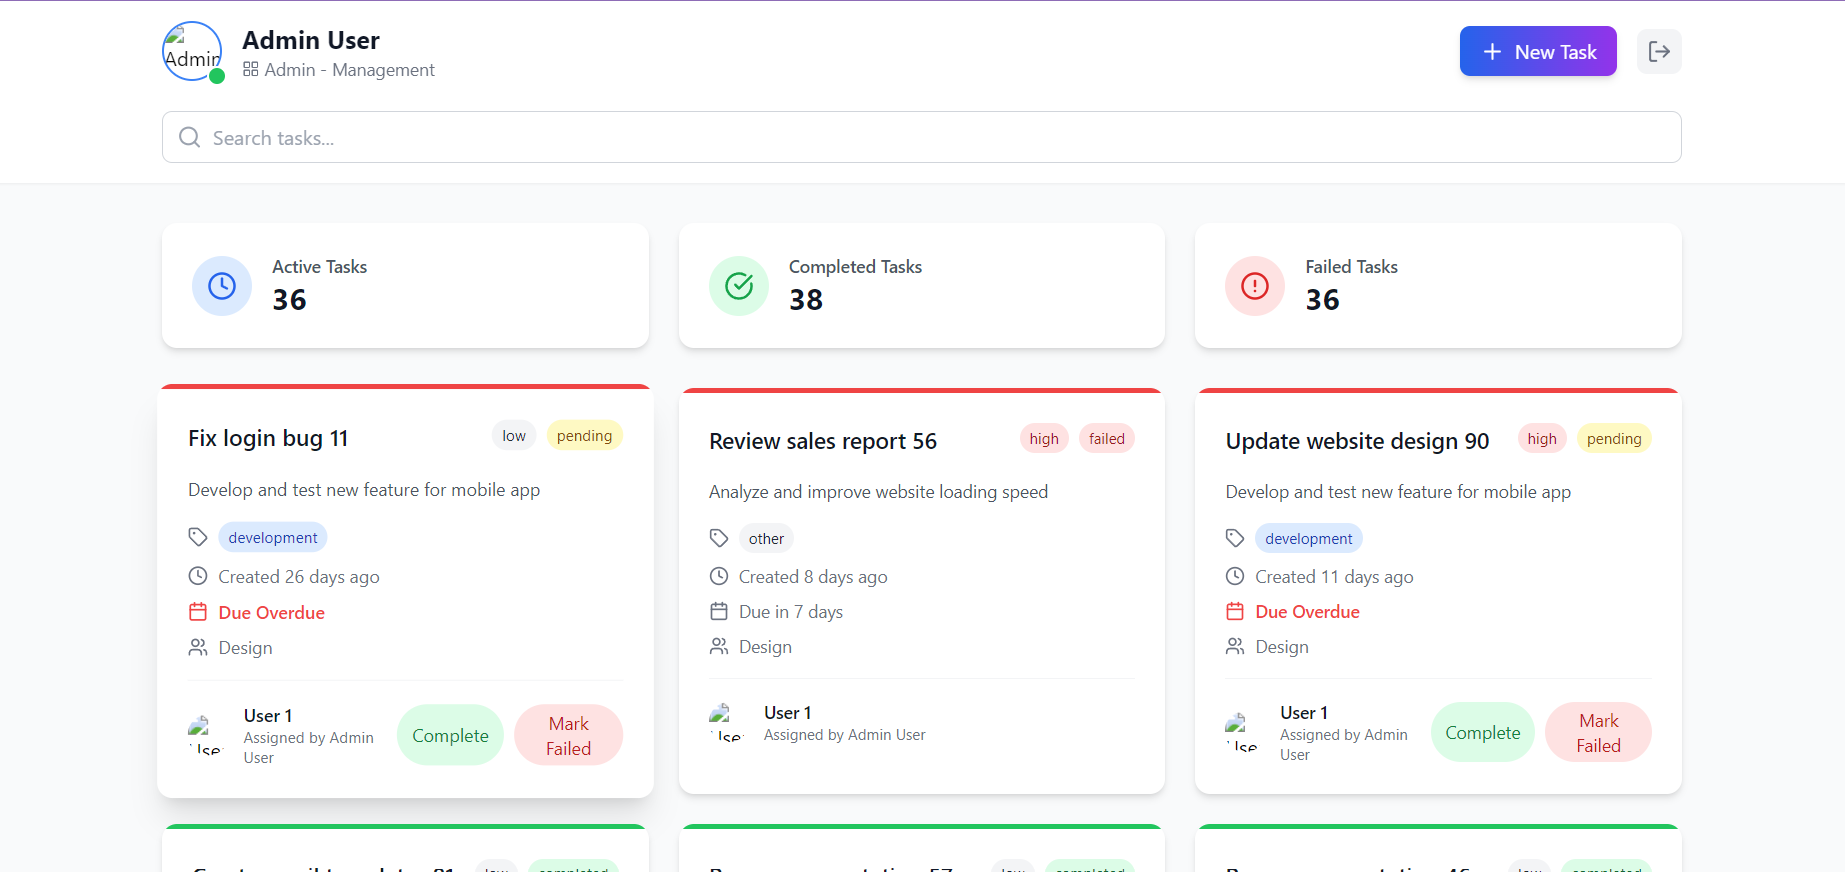 Admin
Admin User
Admin - Management
New Task
Search tasks...
Active Tasks
36
Completed Tasks
38
Failed Tasks
36
Fix login bug 11
low
pending
Develop and test new feature for mobile app
development
Created 26 days ago
Due Overdue
Design
User 1
Assigned by Admin
User
Complete
Mark
Failed
Review sales report 56
high
failed
Analyze and improve website loading speed
other
Created 8 days ago
Due in 7 days
Design
User 1
Assigned by Admin User
Update website design 90
high
pending
Develop and test new feature for mobile app
development
Created 11 days ago
Due Overdue
Design
User 1
Assigned by Admin
User
Complete
Mark
Failed